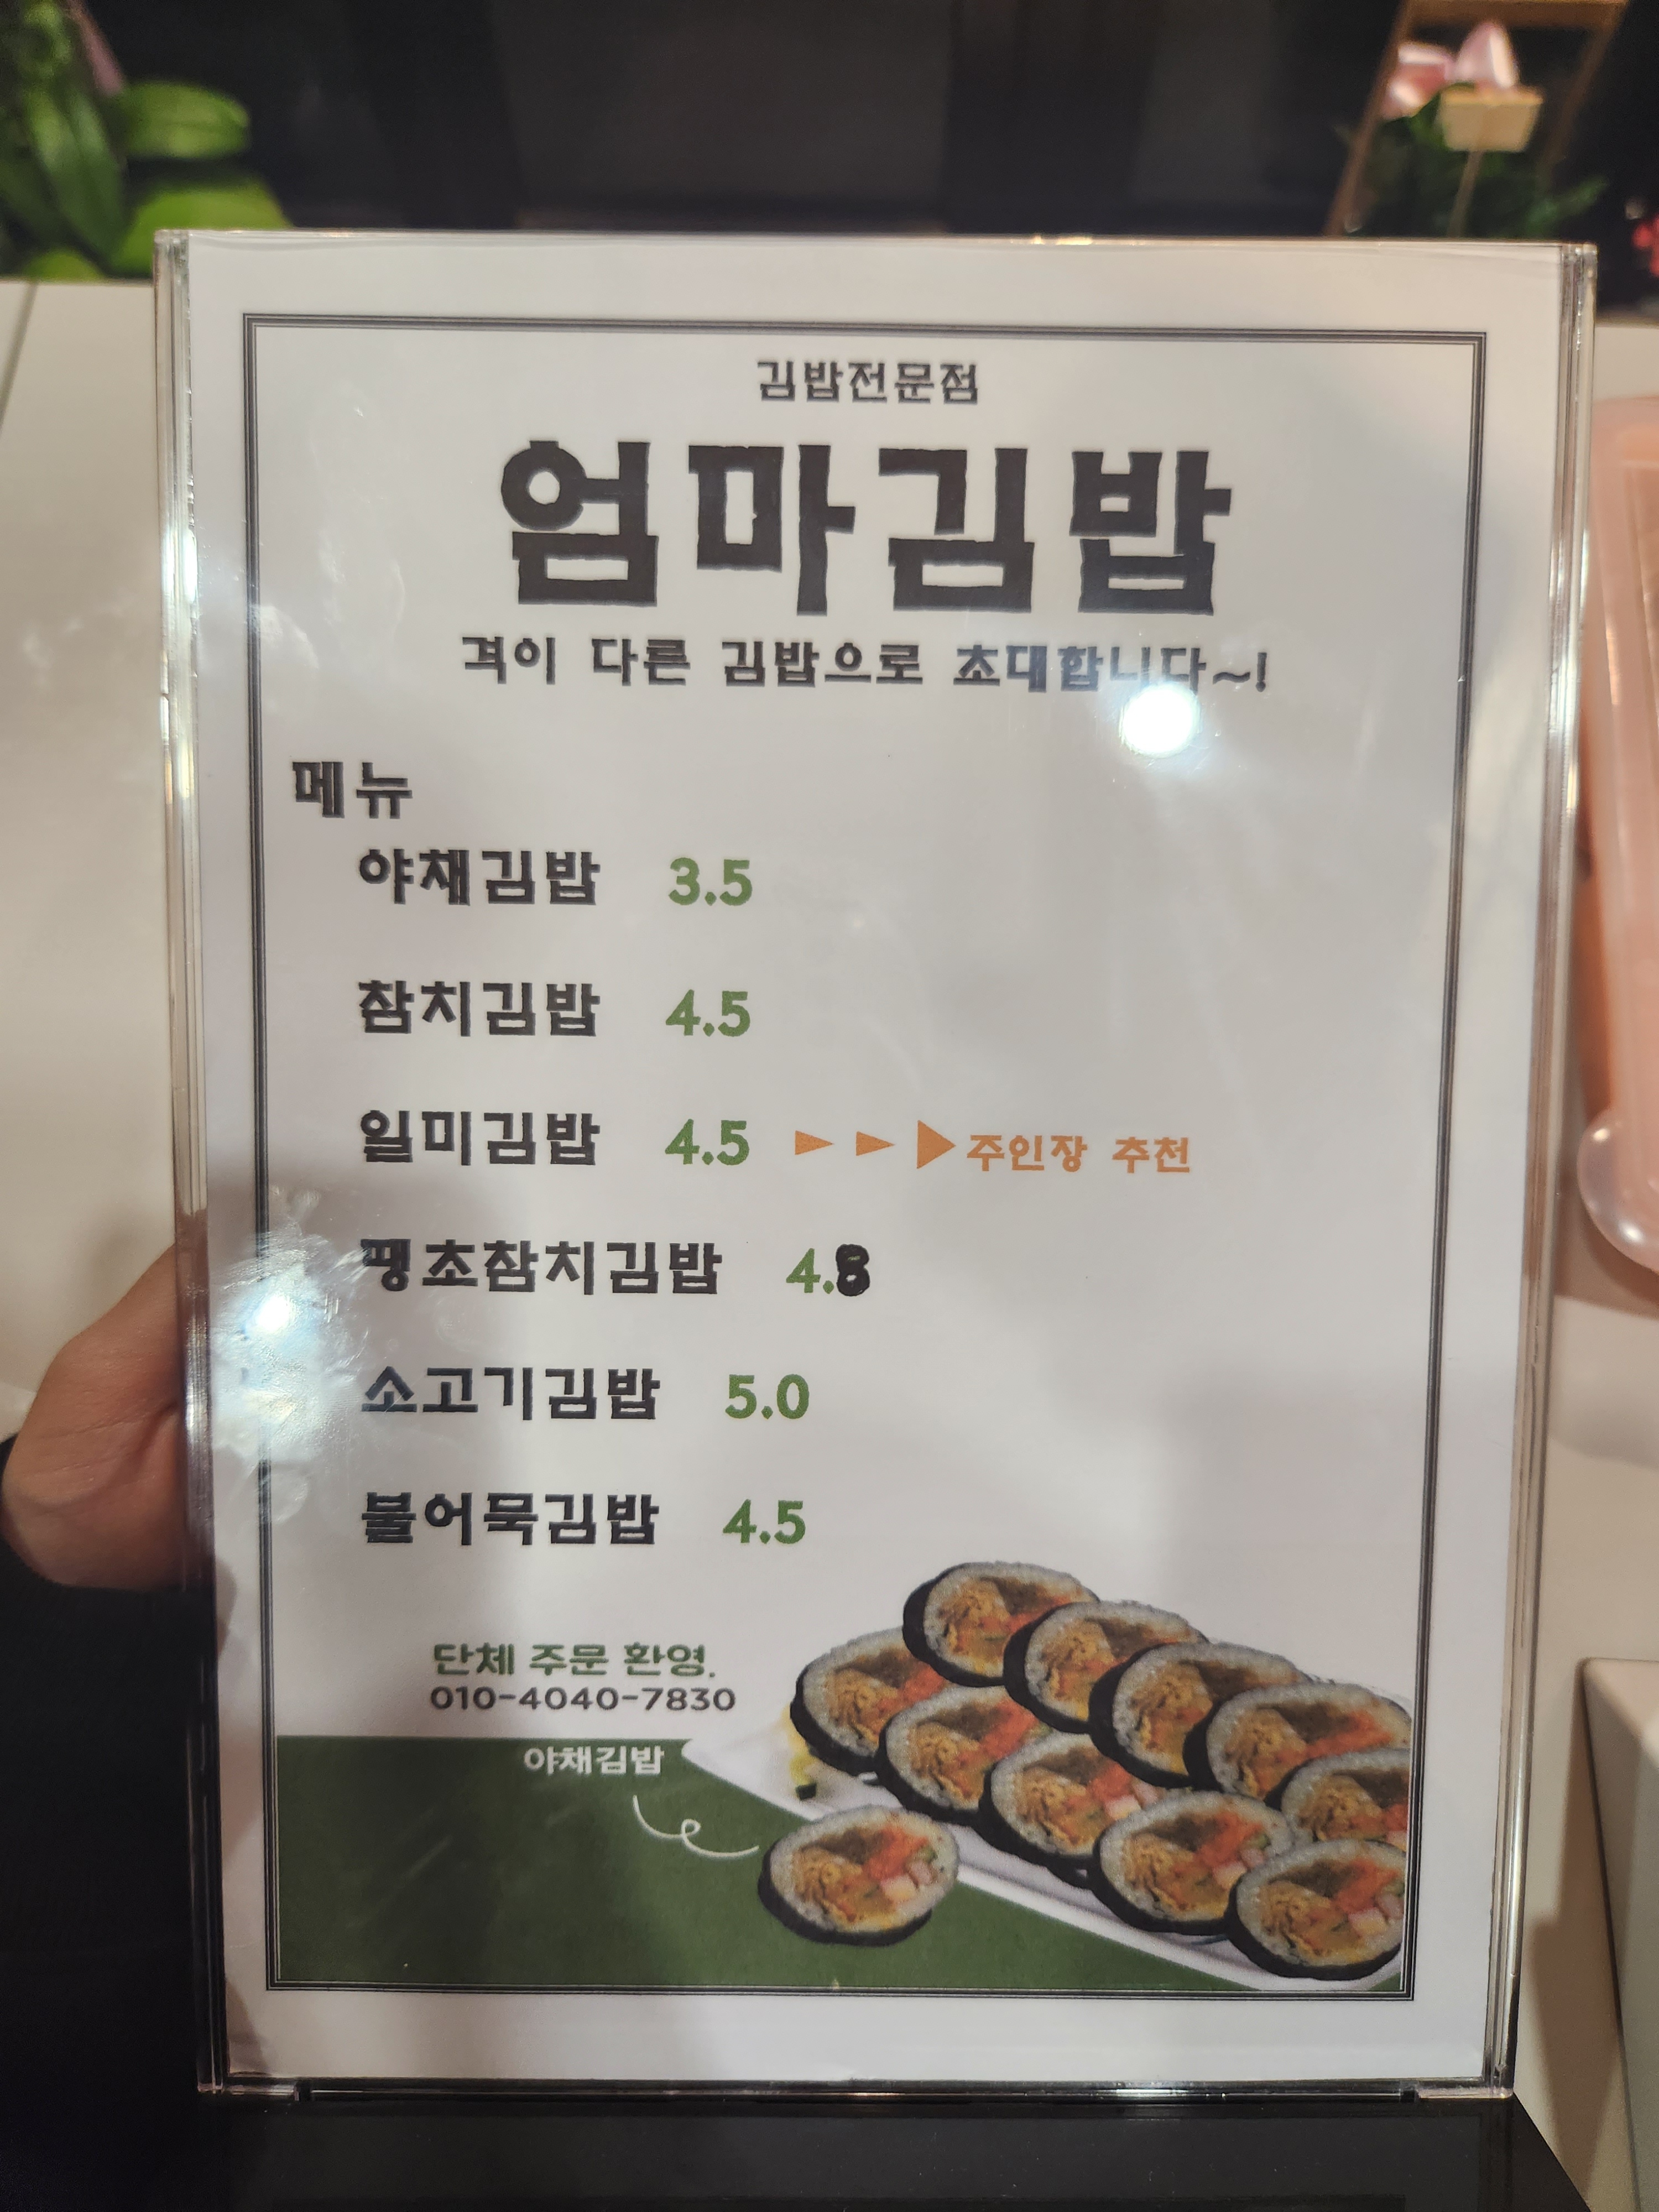 김밥전문점
엄마김밥
격이 다른 김밥으로 초대합니다~!
메뉴
야채김밥 3.5
참치김밥 4.5
일미김밥 4.5 ▶ ▶ ▶ 주인장 추천
땡초참치김밥 4.8
소고기김밥 5.0
불어묵김밥 4.5
단체 주문 환영.
010-4040-7830
야채김밥